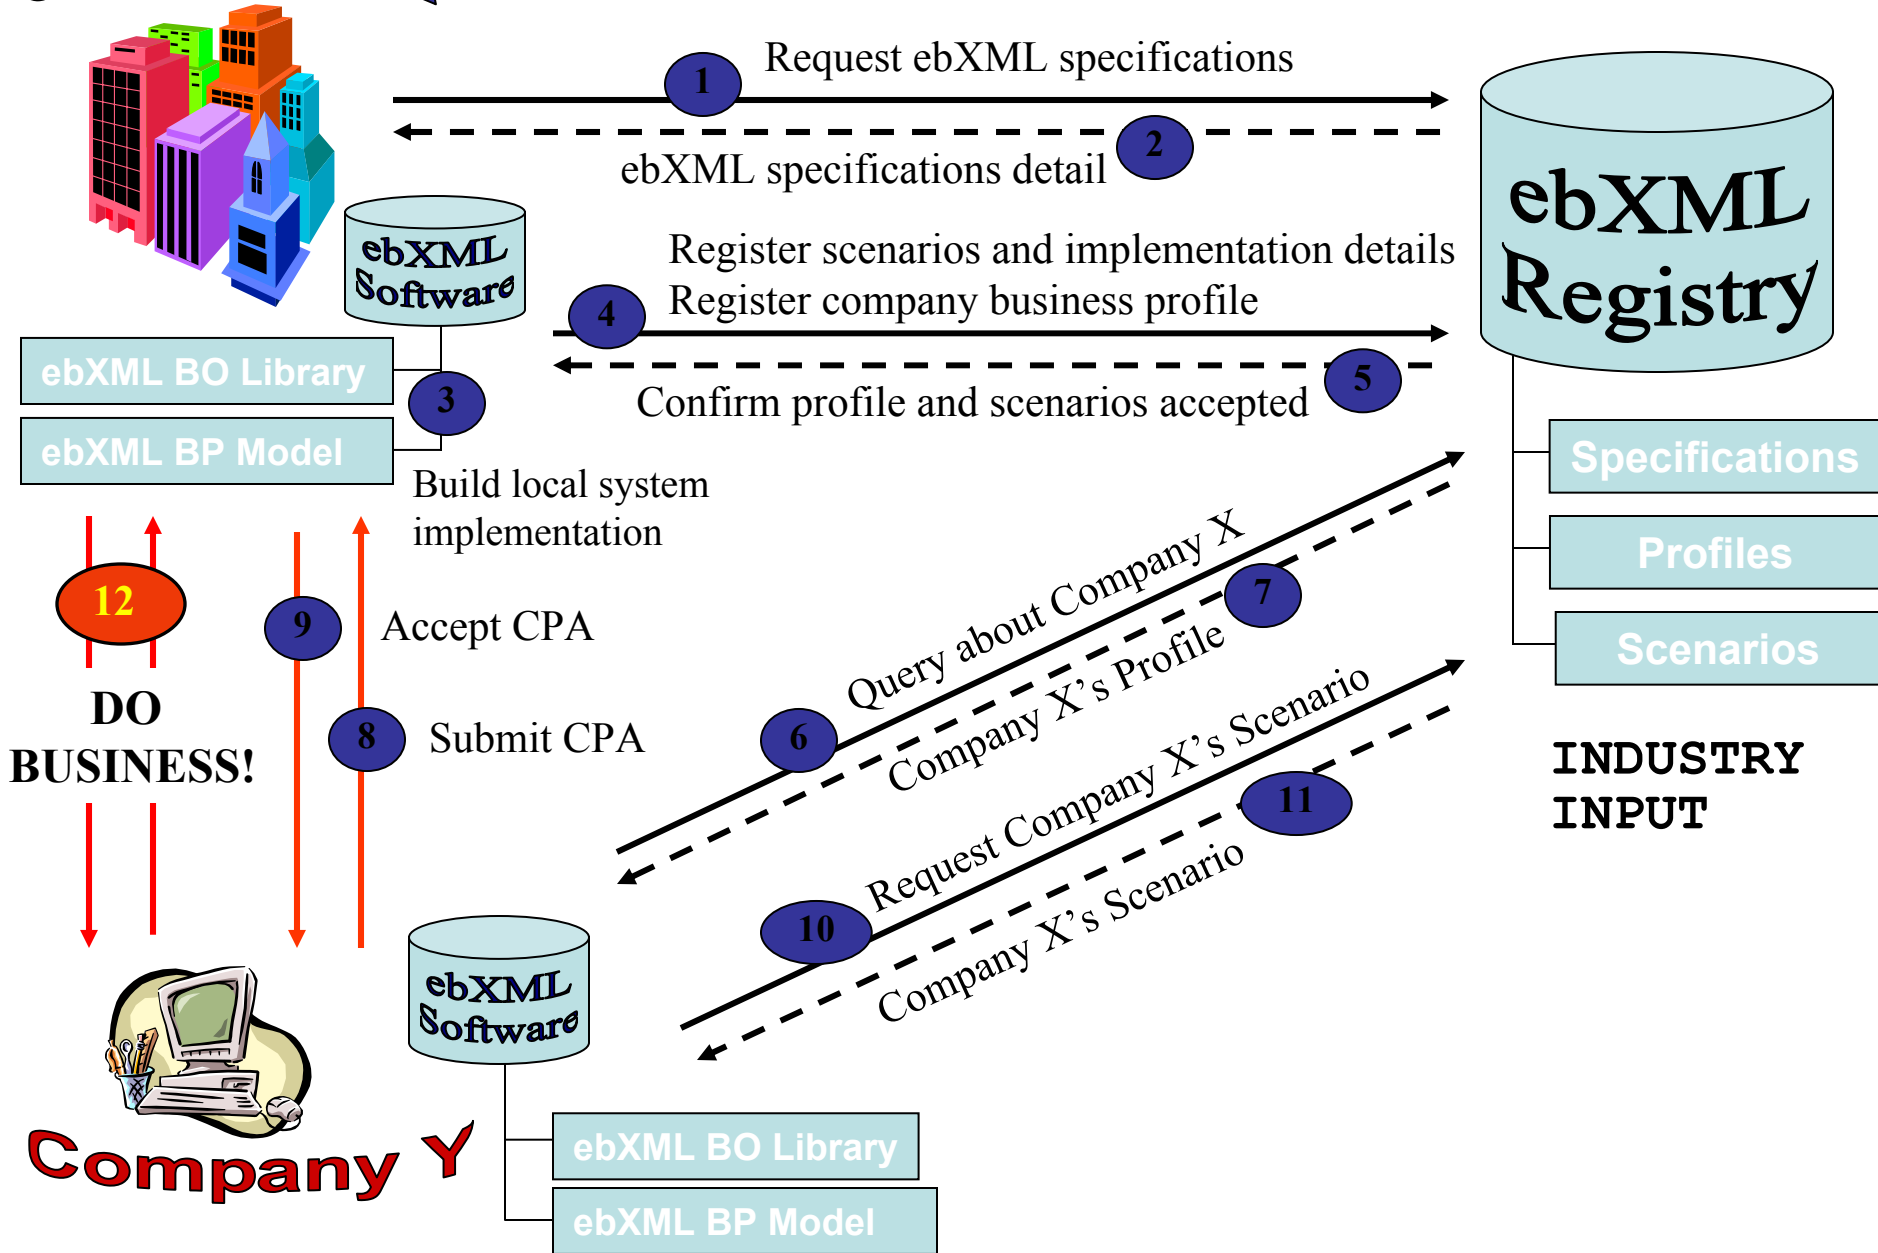 1
Request ebXML specifications
2
ebXML specifications detail
ebXML
Registry
ebXML
Software
Register scenarios and implementation details
Register company business profile
4
5
Confirm profile and scenarios accepted
ebXML BO Library
3
ebXML BP Model
Build local system
implementation
Specifications
Profiles
Scenarios
INDUSTRY
INPUT
12
DO
BUSINESS!
9
Accept CPA
8
Submit CPA
Query about Company X
6
7
Company X’s Profile
Request Company X’s Scenario
10
11
Company X’s Scenario
ebXML
Software
Company Y
ebXML BO Library
ebXML BP Model